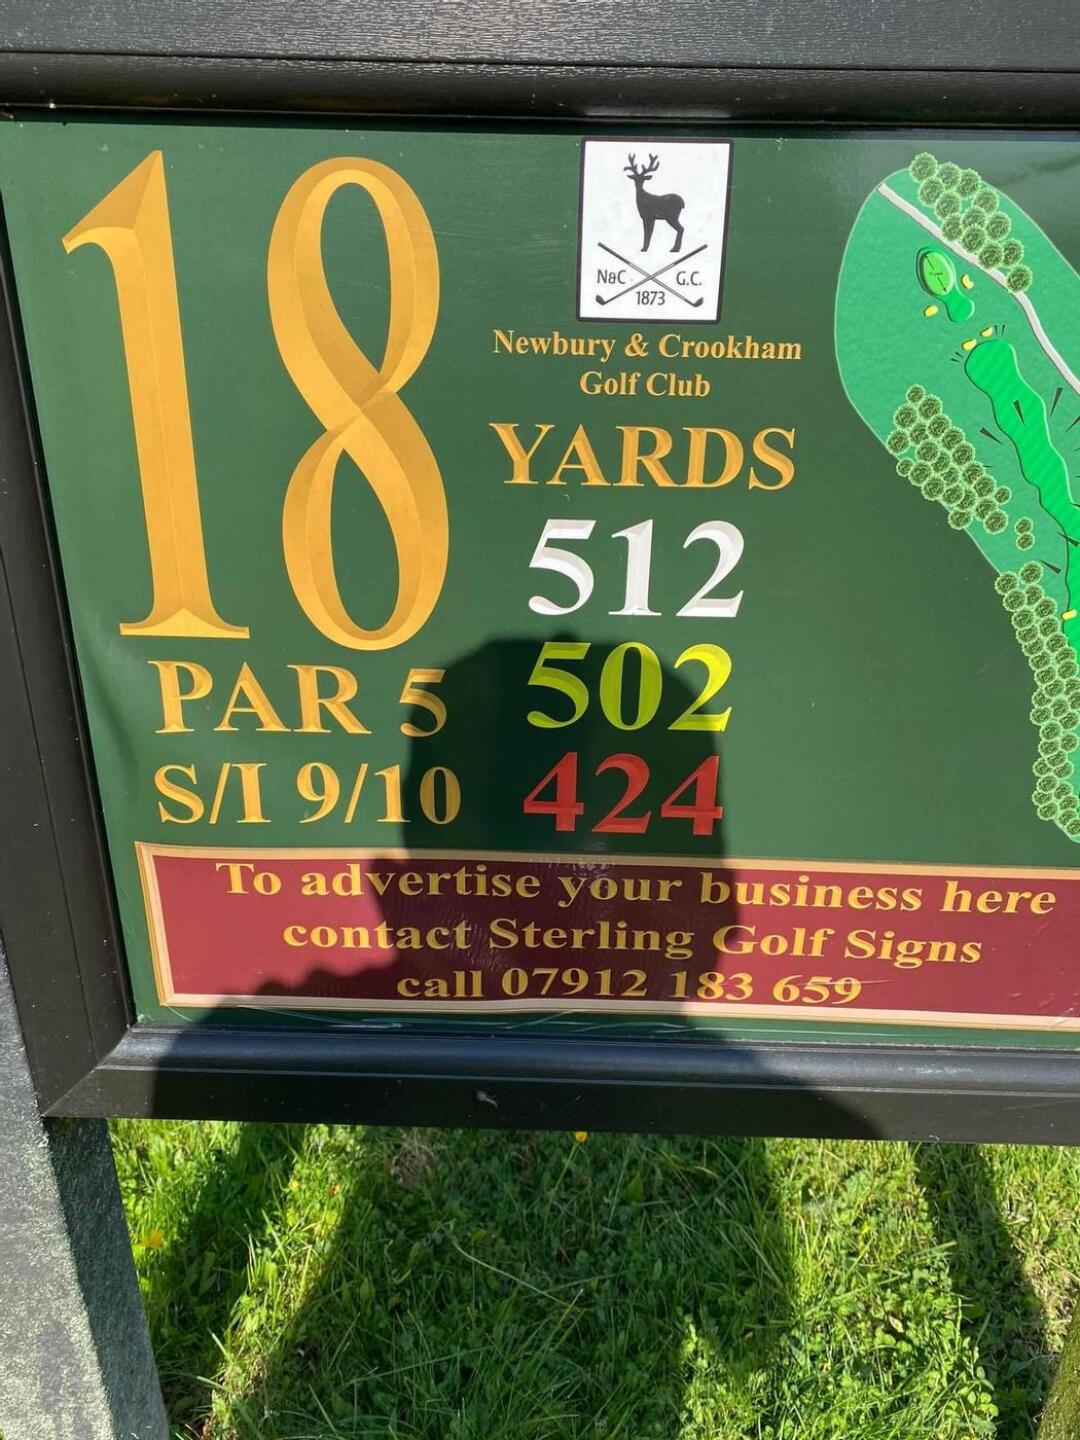 18
N&C G.C.
1873
Newbury & Crookham
Golf Club
YARDS
512
502
424
PAR 5
S/I 9/10
To advertise your business here
contact Sterling Golf Signs
call 07912 183 659